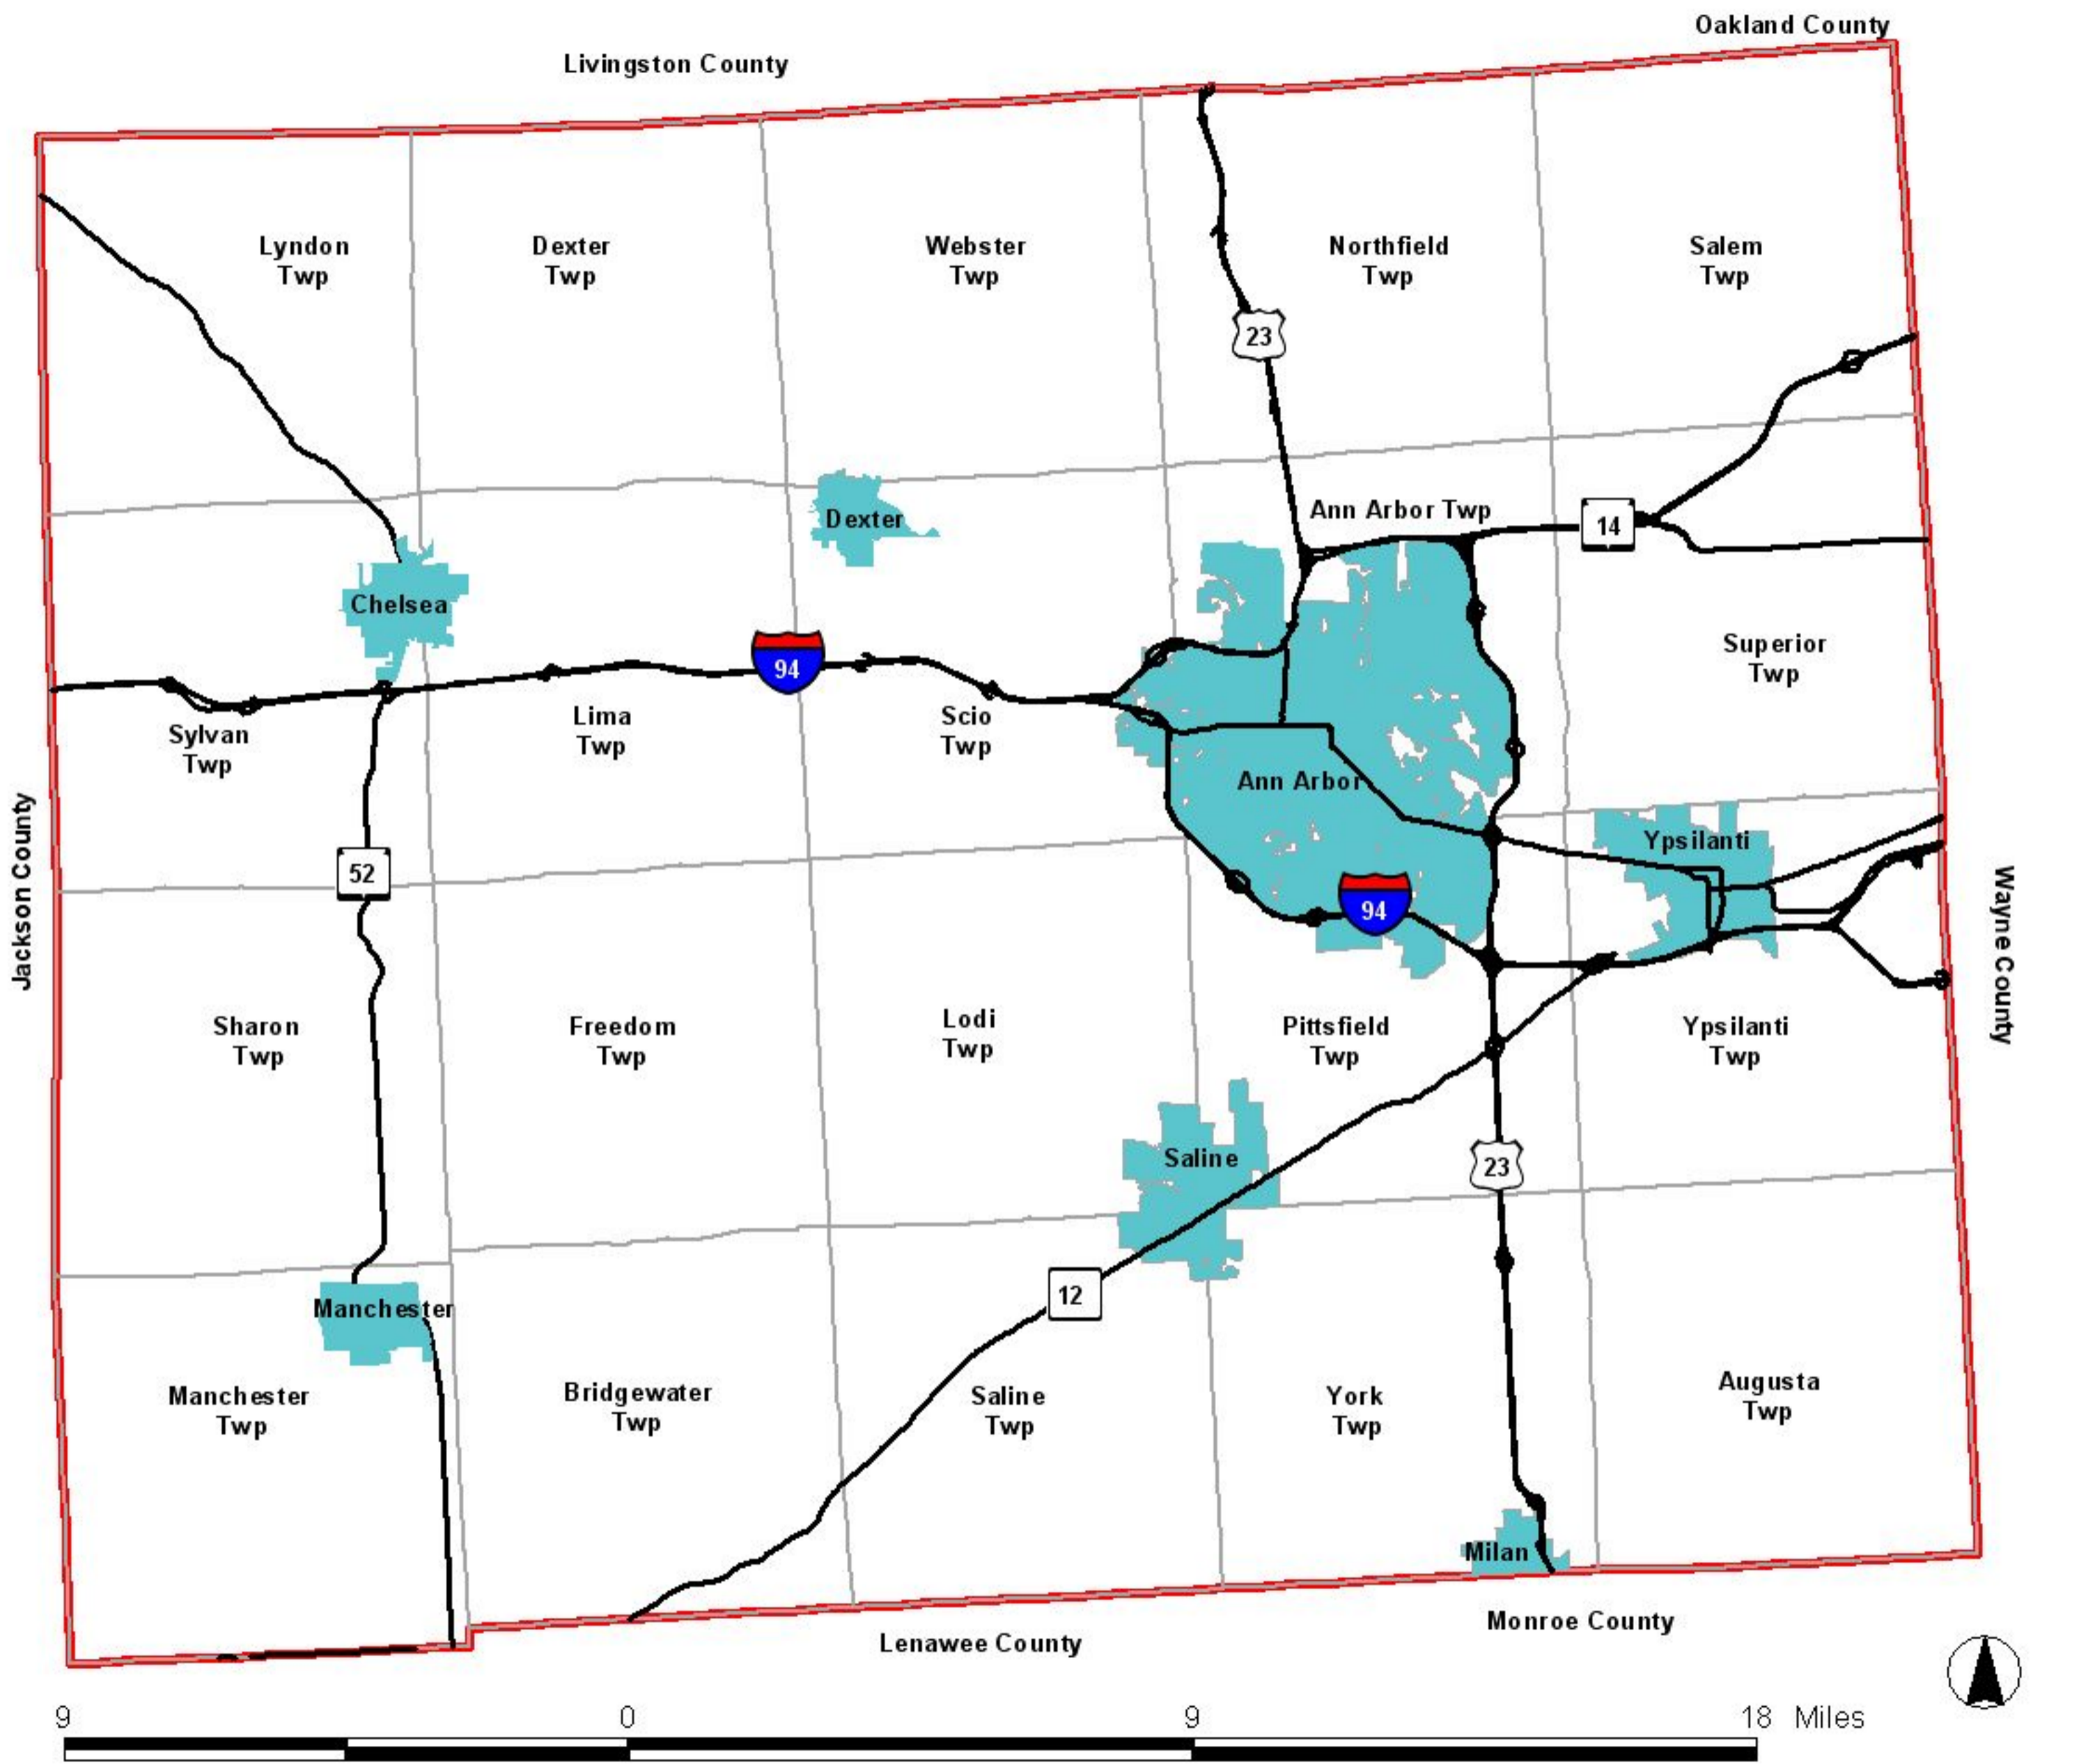 Oakland County
Livingston County
Lyndon
Twp
Dexter
Twp
Webster
Twp
Northfield
Twp
Salem
Twp
23
Ann Arbor Twp
14
Dexter
Chelsea
94
Superior
Twp
Sylvan
Twp
Lima
Twp
Scio
Twp
Ann Arbor
Ypsilanti
52
94
Jackson County
Wayne County
Sharon
Twp
Freedom
Twp
Lodi
Twp
Pittsfield
Twp
Ypsilanti
Twp
Saline
23
12
Manchester
Manchester
Twp
Bridgewater
Twp
Saline
Twp
York
Twp
Augusta
Twp
Milan
Monroe County
Lenawee County
9 0 9 18 Miles